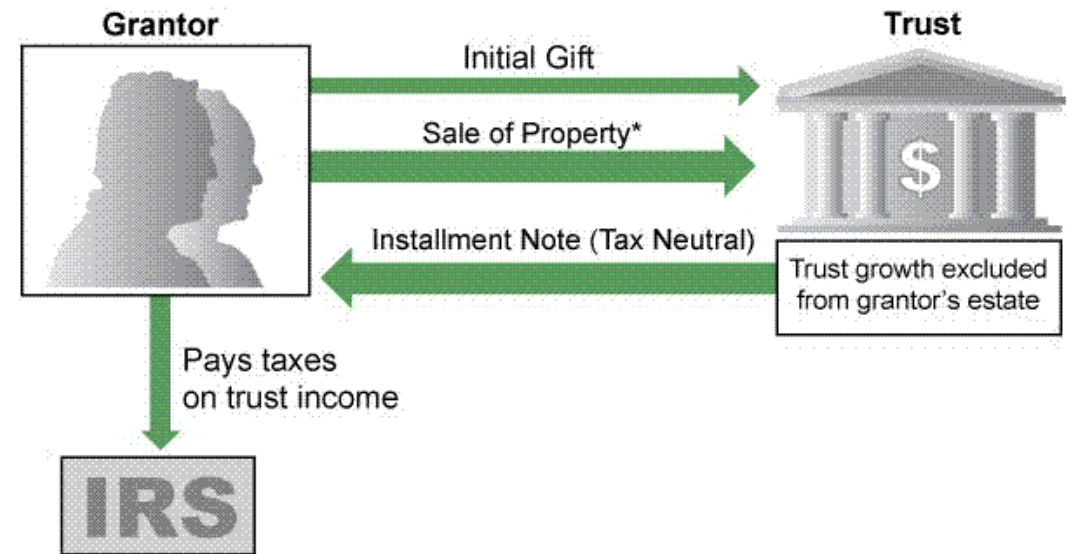 Grantor
Trust
Initial Gift
Sale of Property*
$
Installment Note (Tax Neutral)
Trust growth excluded
from grantor's estate
Pays taxes
on trust income
IRS